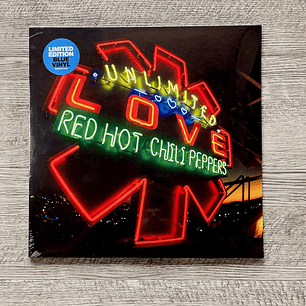 LIMITED
EDITION
BLUE
VINYL
UNLIMITED
LOVE
RED HOT CHILI PEPPERS